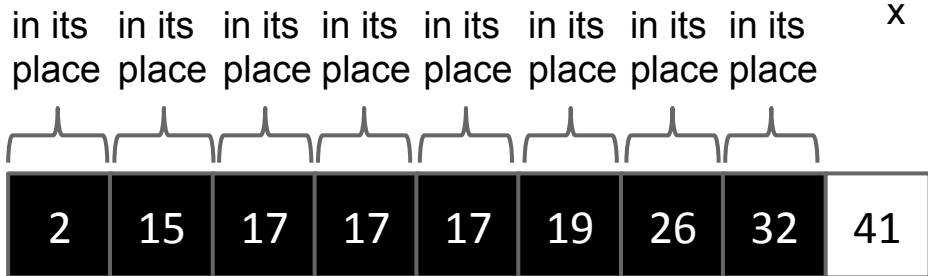 in its in its in its in its in its in its in its in its x
place place place place place place place place
2 15 17 17 17 19 26 32 41